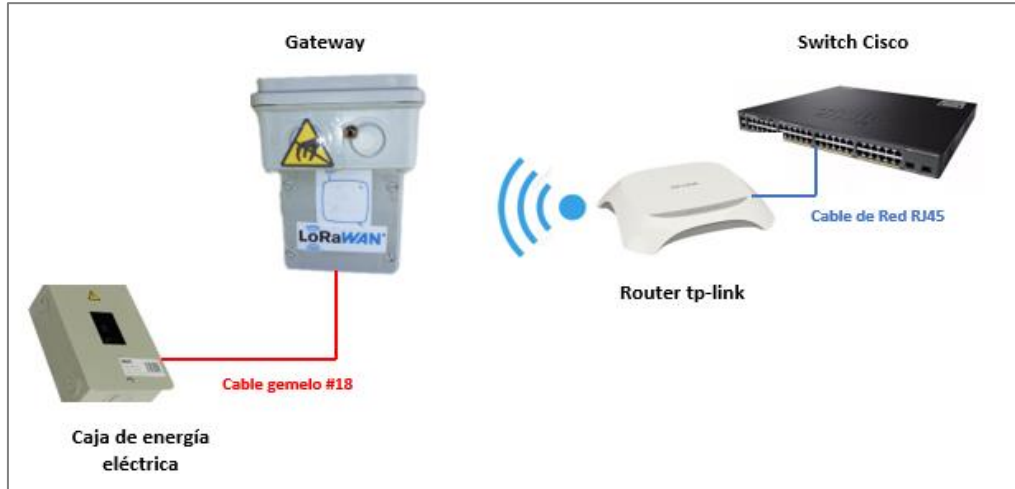 Gateway
Switch Cisco
LoRaWAN
Cable de Red RJ45
Router tp-link
Cable gemelo #18
Caja de energía
eléctrica